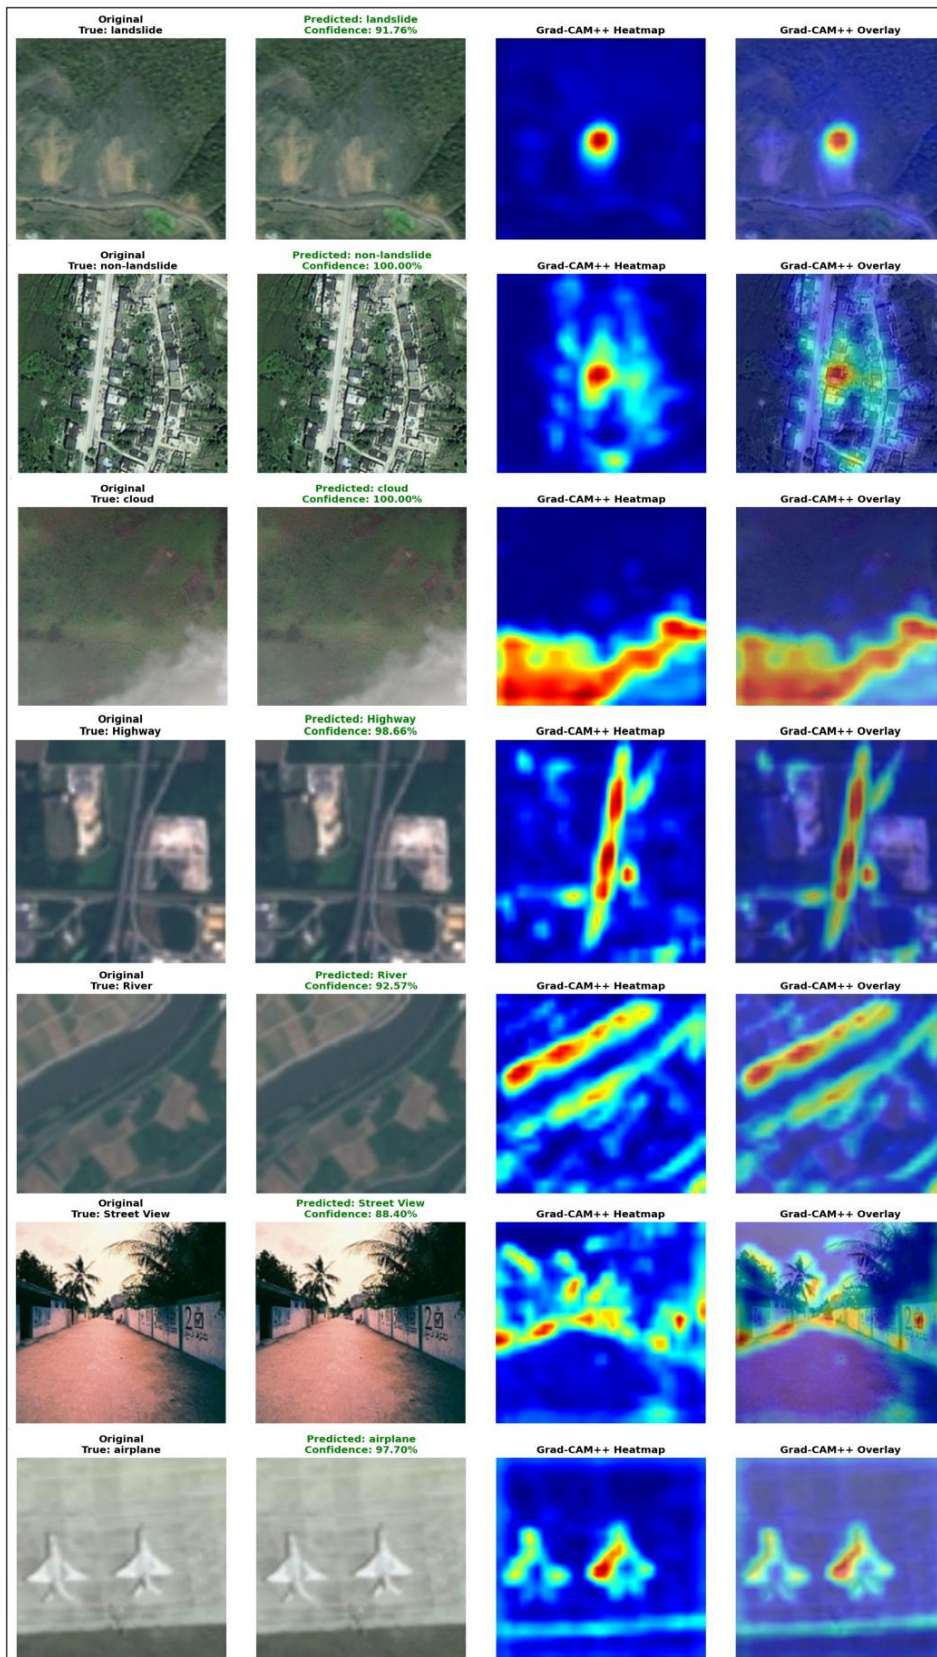 Original
True: landslide
Predicted: landslide
Confidence: 91.76%
Grad-CAM++ Heatmap
Grad-CAM++ Overlay
Original
True: non-landslide
Predicted: non-landslide
Confidence: 100.00%
Grad-CAM++ Heatmap
Grad-CAM++ Overlay
Original
True: cloud
Predicted: cloud
Confidence: 100.00%
Grad-CAM++ Heatmap
Grad-CAM++ Overlay
Original
True: Highway
Predicted: Highway
Confidence: 98.66%
Grad-CAM++ Heatmap
Grad-CAM++ Overlay
Original
True: River
Predicted: River
Confidence: 92.57%
Grad-CAM++ Heatmap
Grad-CAM++ Overlay
Original
True: Street View
Predicted: Street View
Confidence: 88.40%
Grad-CAM++ Heatmap
Grad-CAM++ Overlay
2
2
2
Original
True: airplane
Predicted: airplane
Confidence: 97.70%
Grad-CAM++ Heatmap
Grad-CAM++ Overlay